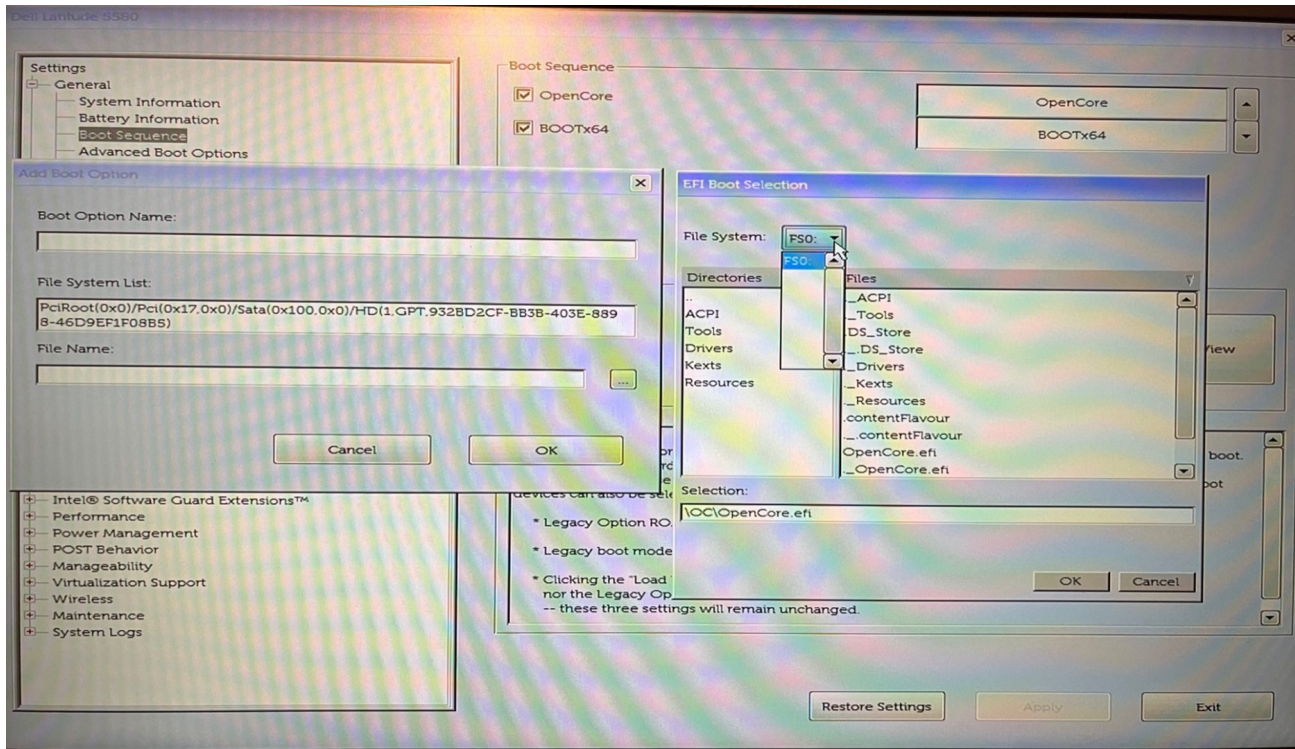 Dell Latitude 5580
Settings
General
System Information
Battery Information
Boot Sequence
Advanced Boot Options
Boot Sequence
OpenCore
BOOTx64
OpenCore
BOOTx64
Add Boot Option
Boot Option Name:
File System List:
PciRoot(0x0)/Pci(0x17,0x0)/Sata(0x100,0x0)/HD(1,GPT,932BD2CF-BB3B-403E-889
8-46D9EF1F08B5)
File Name:
...
Cancel
OK
EFI Boot Selection
File System:
FS0:
FS0:
Directories
Files
..
ACPI
Tools
Drivers
Kexts
Resources
._ACPI
._Tools
.DS_Store
._.DS_Store
._Drivers
._Kexts
._Resources
.contentFlavour
._.contentFlavour
OpenCore.efi
._OpenCore.efi
Selection:
\OC\OpenCore.efi
OK
Cancel
View
boot.
devices can also be sele
* Legacy Option RO
* Legacy boot mode
* Clicking the "Load
nor the Legacy Op
-- these three settings will remain unchanged.
Intel® Software Guard Extensions™
Performance
Power Management
POST Behavior
Manageability
Virtualization Support
Wireless
Maintenance
System Logs
Restore Settings
Apply
Exit